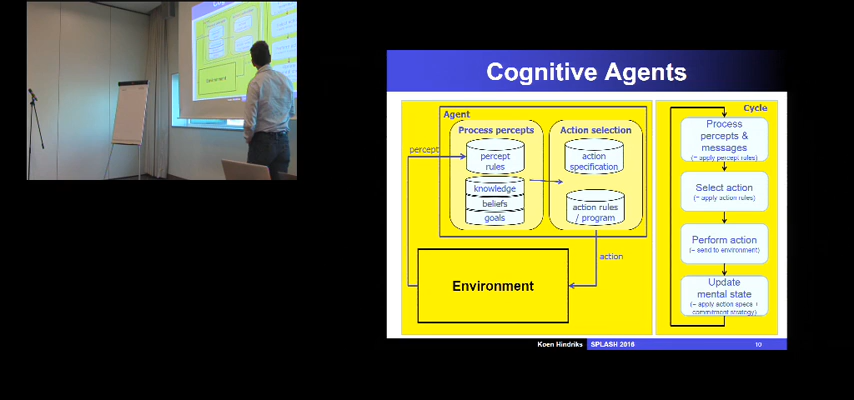 Cognitive Agents
Agent
Process percepts
Action selection
percept
percept
rules
action
specification
knowledge
beliefs
goals
action rules
/ program
action
Environment
Cycle
Process
percepts &
messages
(= apply percept rules)
Select action
(= apply action rules)
Perform action
(= send to environment)
Update
mental state
(= apply action specs +
commitment strategy)
Koen Hindriks
SPLASH 2016
10
Environment